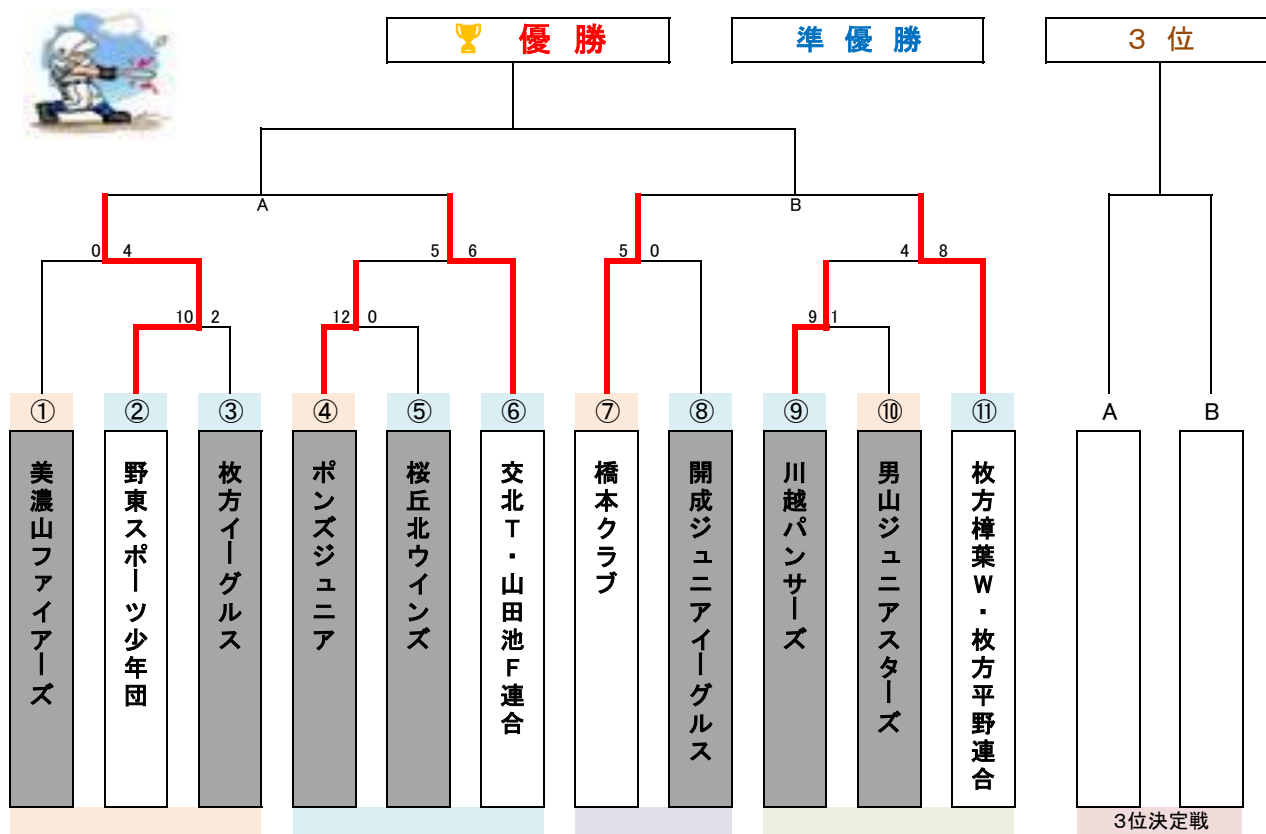 🏆 優 勝
準 優 勝
3 位
A
B
0 4
5 6
5 0
4 8
10 2
12 0
9 1
①
②
③
④
⑤
⑥
⑦
⑧
⑨
⑩
⑪
A
B
美濃山ファイアーズ
野東スポーツ少年団
枚方イーグルス
ポンズジュニア
桜丘北ウインズ
交北T・山田池F連合
橋本クラブ
開成ジュニアイーグルス
川越パンサーズ
男山ジュニアスターズ
枚方樟葉W・枚方平野連合
3位決定戦